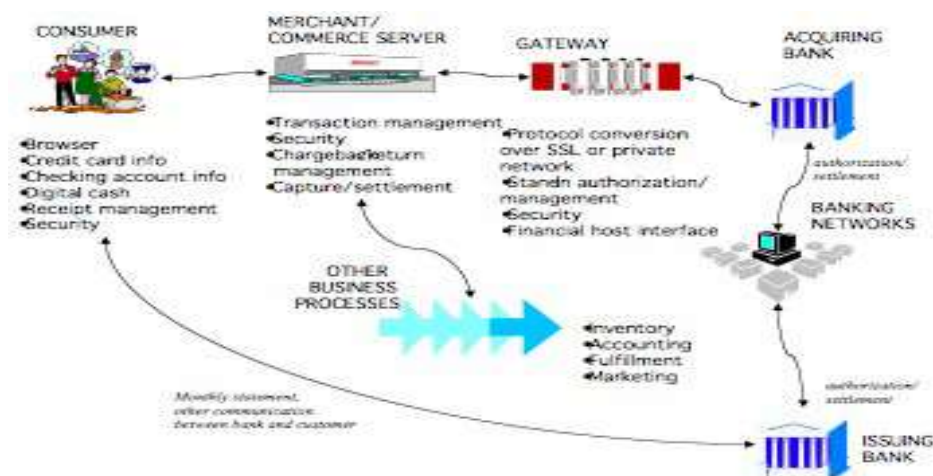 CONSUMER
MERCHANT/
COMMERCE SERVER
GATEWAY
ACQUIRING
BANK
•Browser
•Credit card info
•Checking account info
•Digital cash
•Receipt management
•Security
•Transaction management
•Security
•Chargeback/Return
management
•Capture/settlement
•Protocol conversion
over SSL or private
network
•Standin authorization/
management
•Security
•Financial host interface
authorization/
settlement
BANKING
NETWORKS
OTHER
BUSINESS
PROCESSES
•Inventory
•Accounting
•Fulfillment
•Marketing
Monthly statement,
other communication
between bank and customer
authorization/
settlement
ISSUING
BANK